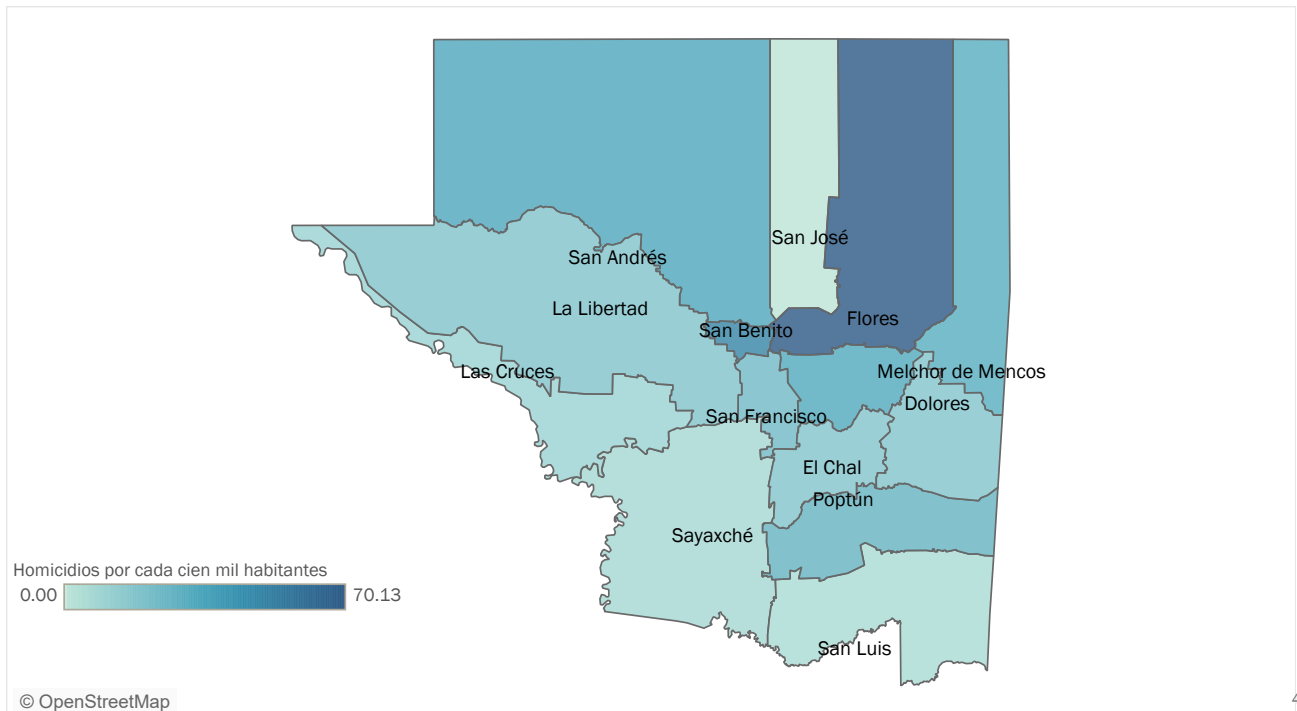 San José
San Andrés
La Libertad
Flores
San Benito
Las Cruces
Melchor de Mencos
Dolores
San Francisco
El Chal
Poptún
Sayaxché
Homicidios por cada cien mil habitantes
0.00 70.13
San Luis
© OpenStreetMap